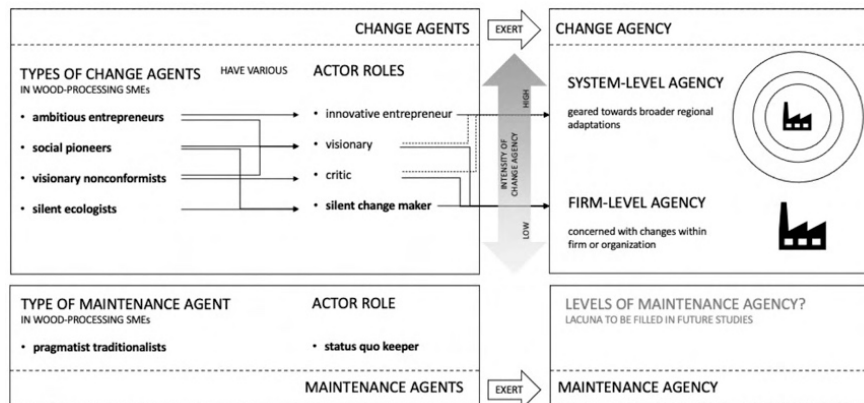 CHANGE AGENTS
EXERT
CHANGE AGENCY
TYPES OF CHANGE AGENTS
IN WOOD-PROCESSING SMEs
HAVE VARIOUS
ACTOR ROLES
• ambitious entrepreneurs
• social pioneers
• visionary nonconformists
• silent ecologists
• innovative entrepreneur
• visionary
• critic
• silent change maker
HIGH
INTENSITY OF
CHANGE AGENCY
LOW
SYSTEM-LEVEL AGENCY
geared towards broader regional
adaptations
FIRM-LEVEL AGENCY
concerned with changes within
firm or organization
TYPE OF MAINTENANCE AGENT
IN WOOD-PROCESSING SMEs
ACTOR ROLE
• pragmatist traditionalists
• status quo keeper
LEVELS OF MAINTENANCE AGENCY?
LACUNA TO BE FILLED IN FUTURE STUDIES
MAINTENANCE AGENTS
EXERT
MAINTENANCE AGENCY